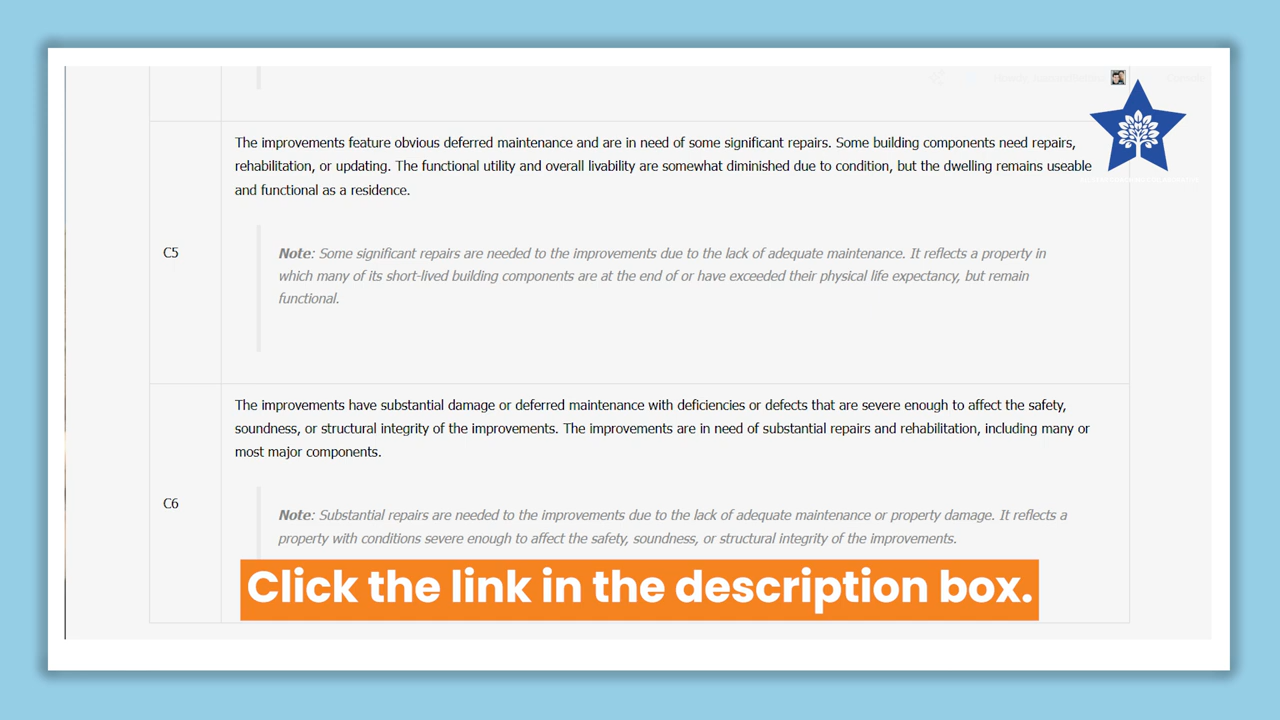 The improvements feature obvious deferred maintenance and are in need of some significant repairs. Some building components need repairs,
rehabilitation, or updating. The functional utility and overall livability are somewhat diminished due to condition, but the dwelling remains useable
and functional as a residence.
C5
Note: Some significant repairs are needed to the improvements due to the lack of adequate maintenance. It reflects a property in
which many of its short-lived building components are at the end of or have exceeded their physical life expectancy, but remain
functional.
The improvements have substantial damage or deferred maintenance with deficiencies or defects that are severe enough to affect the safety,
soundness, or structural integrity of the improvements. The improvements are in need of substantial repairs and rehabilitation, including many or
most major components.
C6
Note: Substantial repairs are needed to the improvements due to the lack of adequate maintenance or property damage. It reflects a
property with conditions severe enough to affect the safety, soundness, or structural integrity of the improvements.
Click the link in the description box.